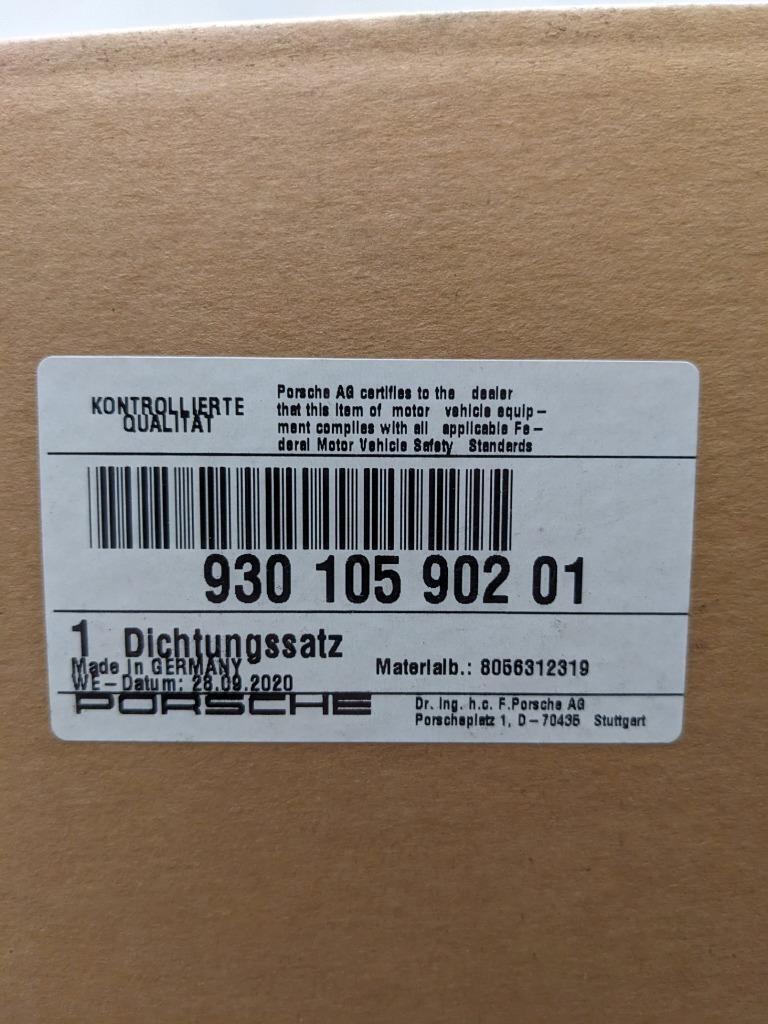 KONTROLLIERTE
QUALITÄT
Porsche AG certifies to the dealer
that this item of motor vehicle equip–
ment complies with all applicable Fe–
deral Motor Vehicle Safety Standards
930 105 902 01
1 Dichtungssatz
Made in GERMANY
Materialb.: 8056312319
WE–Datum: 28.09.2020
PORSCHE
Dr. Ing. h.c. F.Porsche AG
Porscheplatz 1, D–70435 Stuttgart